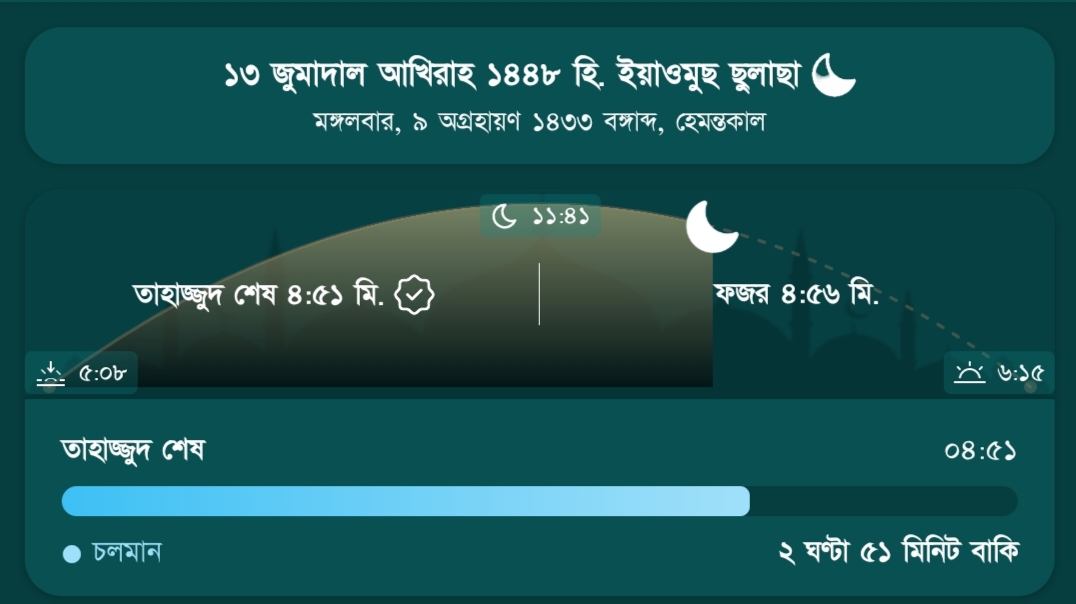 ১৩ জুমাদাল আখিরাহ ১৪৪৮ হি. ইয়াওমুছ ছুলাছা
মঙ্গলবার, ৯ অগ্রহায়ণ ১৪৩৩ বঙ্গাব্দ, হেমন্তকাল
১১:৪১
তাহাজ্জুদ শেষ ৪:৫১ মি.
ফজর ৪:৫৬ মি.
৫:০৮
৬:১৫
তাহাজ্জুদ শেষ
০৪:৫১
চলমান
২ ঘণ্টা ৫১ মিনিট বাকি